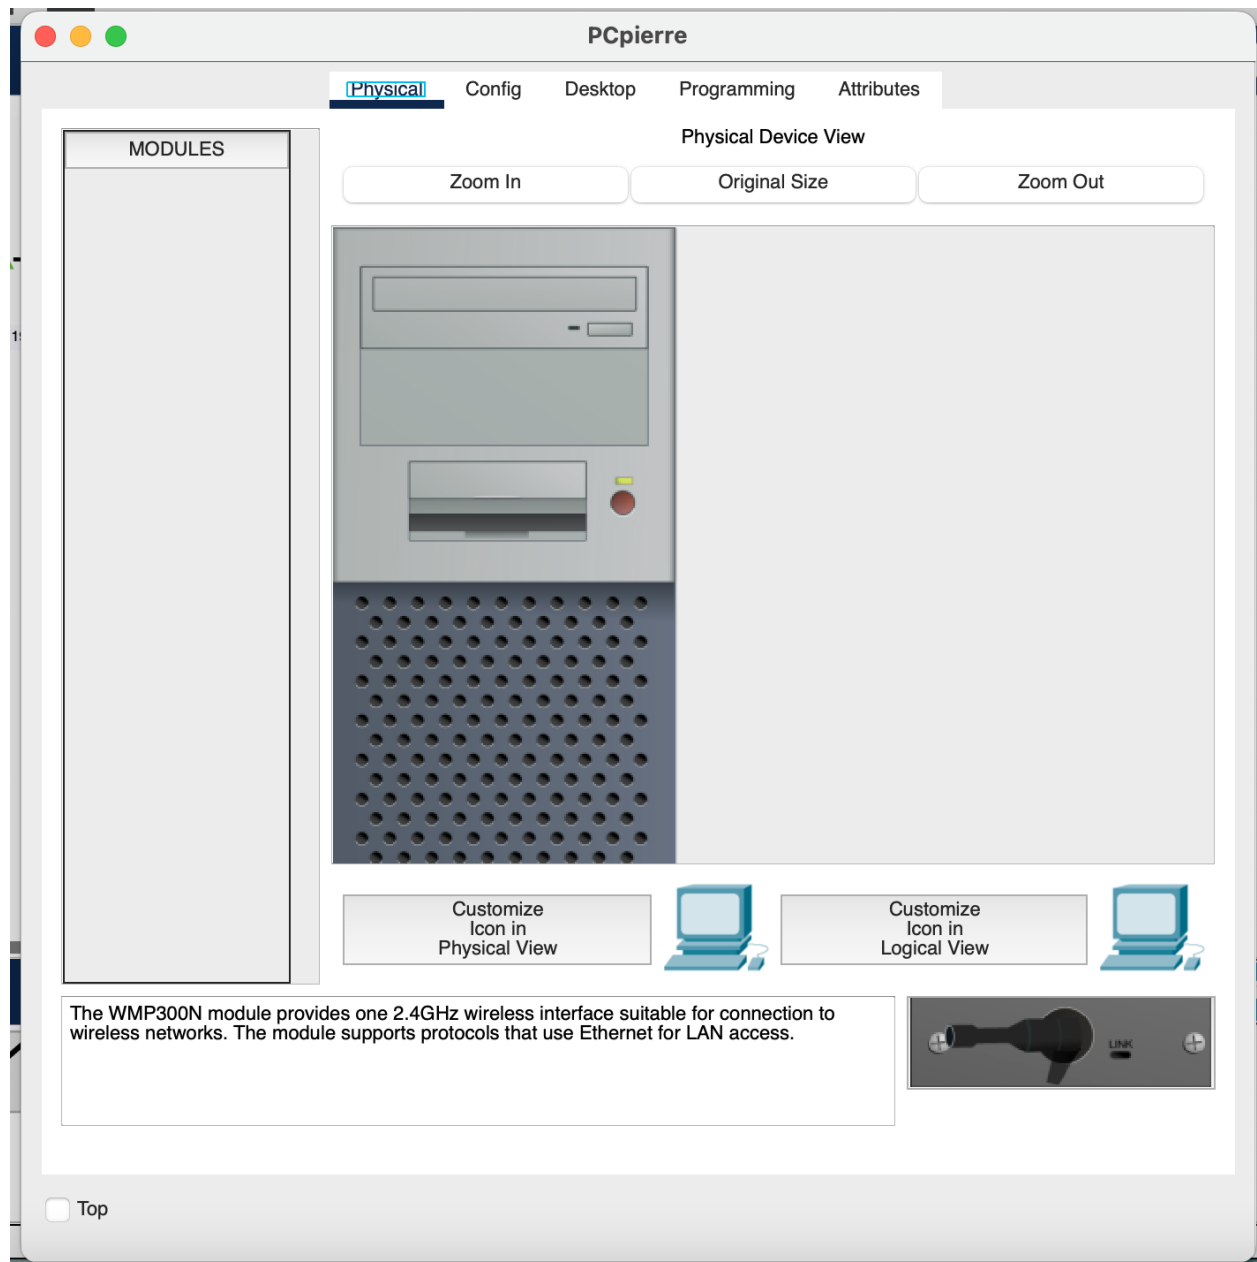 PCpierre
Physical
Config
Desktop
Programming
Attributes
MODULES
Physical Device View
Zoom In
Original Size
Zoom Out
Customize
Icon in
Physical View
Customize
Icon in
Logical View
The WMP300N module provides one 2.4GHz wireless interface suitable for connection to
wireless networks. The module supports protocols that use Ethernet for LAN access.
LINK
Top